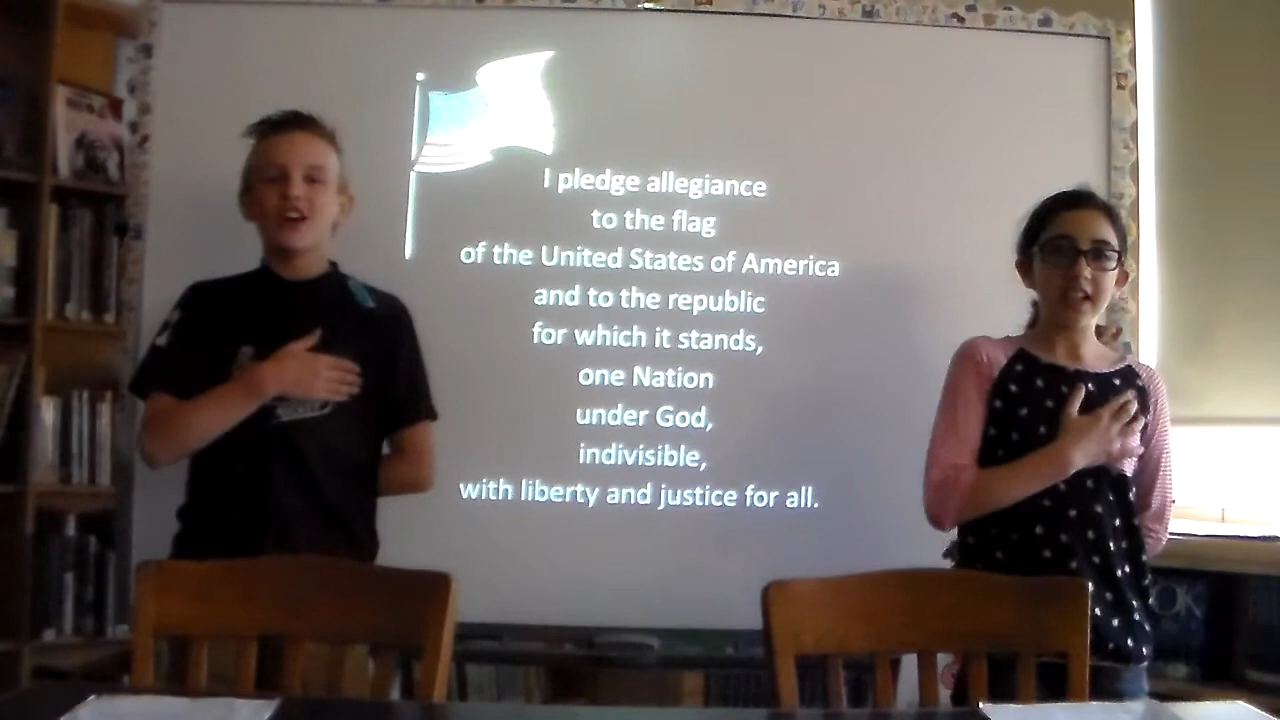 I pledge allegiance
to the flag
of the United States of America
and to the republic
for which it stands,
one Nation
under God,
indivisible,
with liberty and justice for all.
OK